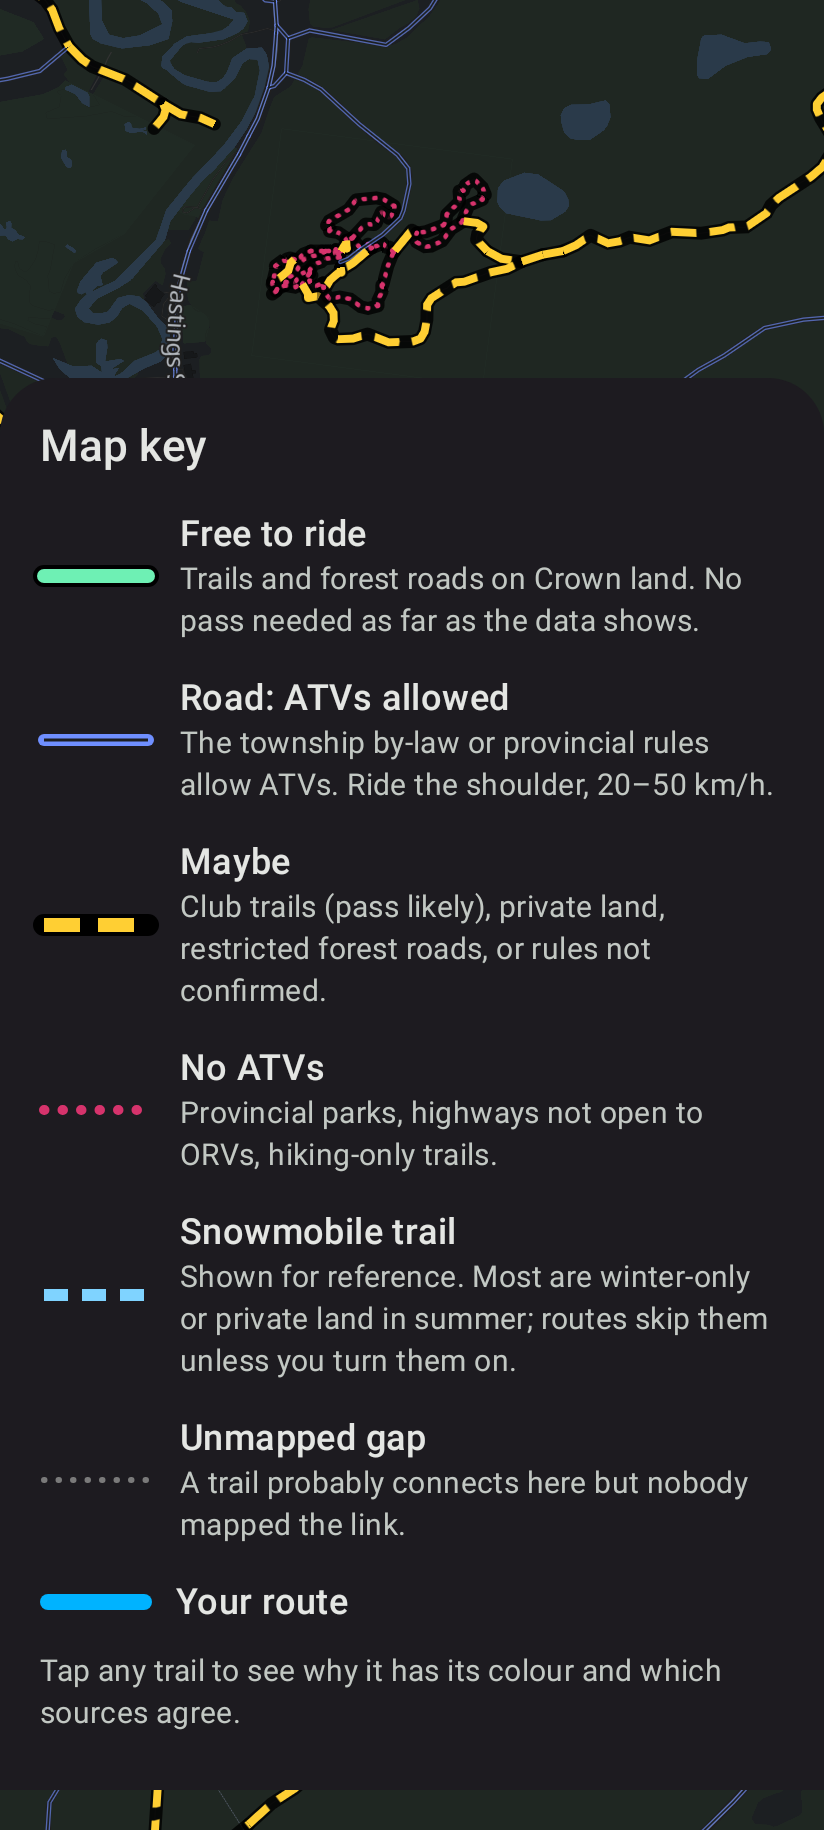 Hastings
Map key
Free to ride
Trails and forest roads on Crown land. No
pass needed as far as the data shows.
Road: ATVs allowed
The township by-law or provincial rules
allow ATVs. Ride the shoulder, 20–50 km/h.
Maybe
Club trails (pass likely), private land,
restricted forest roads, or rules not
confirmed.
No ATVs
Provincial parks, highways not open to
ORVs, hiking-only trails.
Snowmobile trail
Shown for reference. Most are winter-only
or private land in summer; routes skip them
unless you turn them on.
Unmapped gap
A trail probably connects here but nobody
mapped the link.
Your route
Tap any trail to see why it has its colour and which
sources agree.